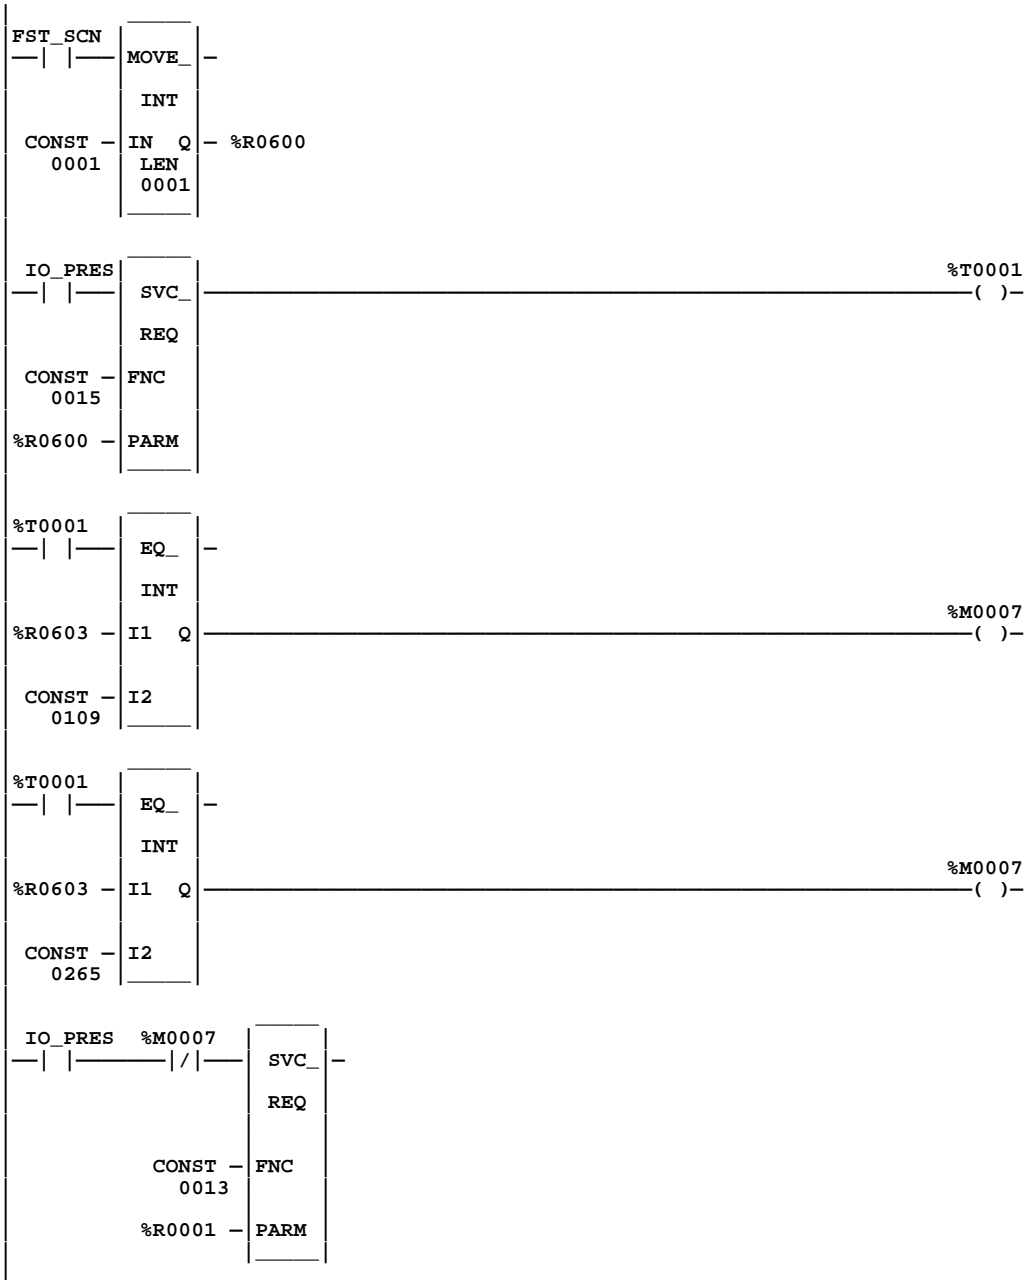 FST_SCN
MOVE_
INT
CONST IN Q %R0600
0001 LEN
0001
IO_PRES %T0001
SVC_ ( )
REQ
CONST FNC
0015
%R0600 PARM
%T0001
EQ_
INT
%M0007
%R0603 I1 Q ( )
CONST I2
0109
%T0001
EQ_
INT
%M0007
%R0603 I1 Q ( )
CONST I2
0265
IO_PRES %M0007
/ SVC_
REQ
CONST FNC
0013
%R0001 PARM